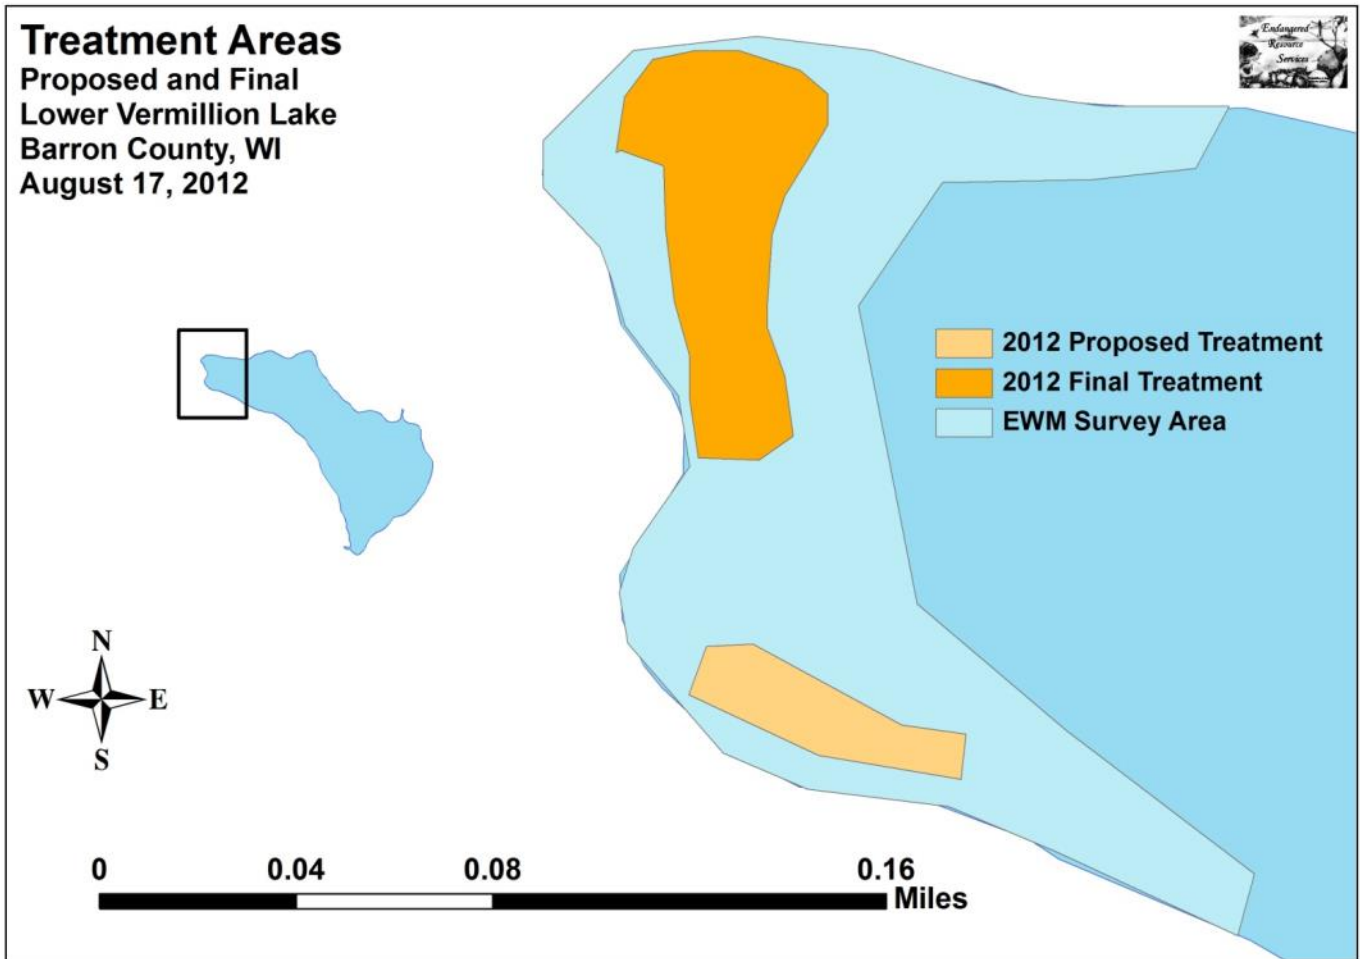 Treatment Areas
Proposed and Final
Lower Vermillion Lake
Barron County, WI
August 17, 2012
Endangered
Resource
Services
2012 Proposed Treatment
2012 Final Treatment
EWM Survey Area
N
W E
S
0 0.04 0.08 0.16
Miles